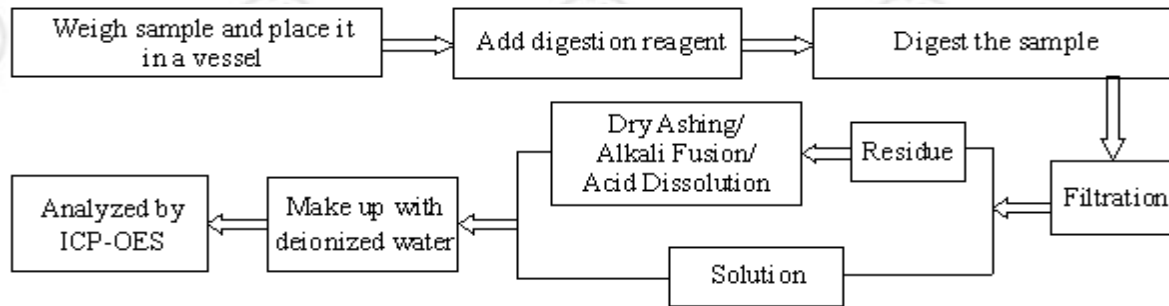 Weigh sample and place it
in a vessel
Add digestion reagent
Digest the sample
Dry Ashing/
Alkali Fusion/
Acid Dissolution
Residue
Filtration
Analyzed by
ICP-OES
Make up with
deionized water
Solution